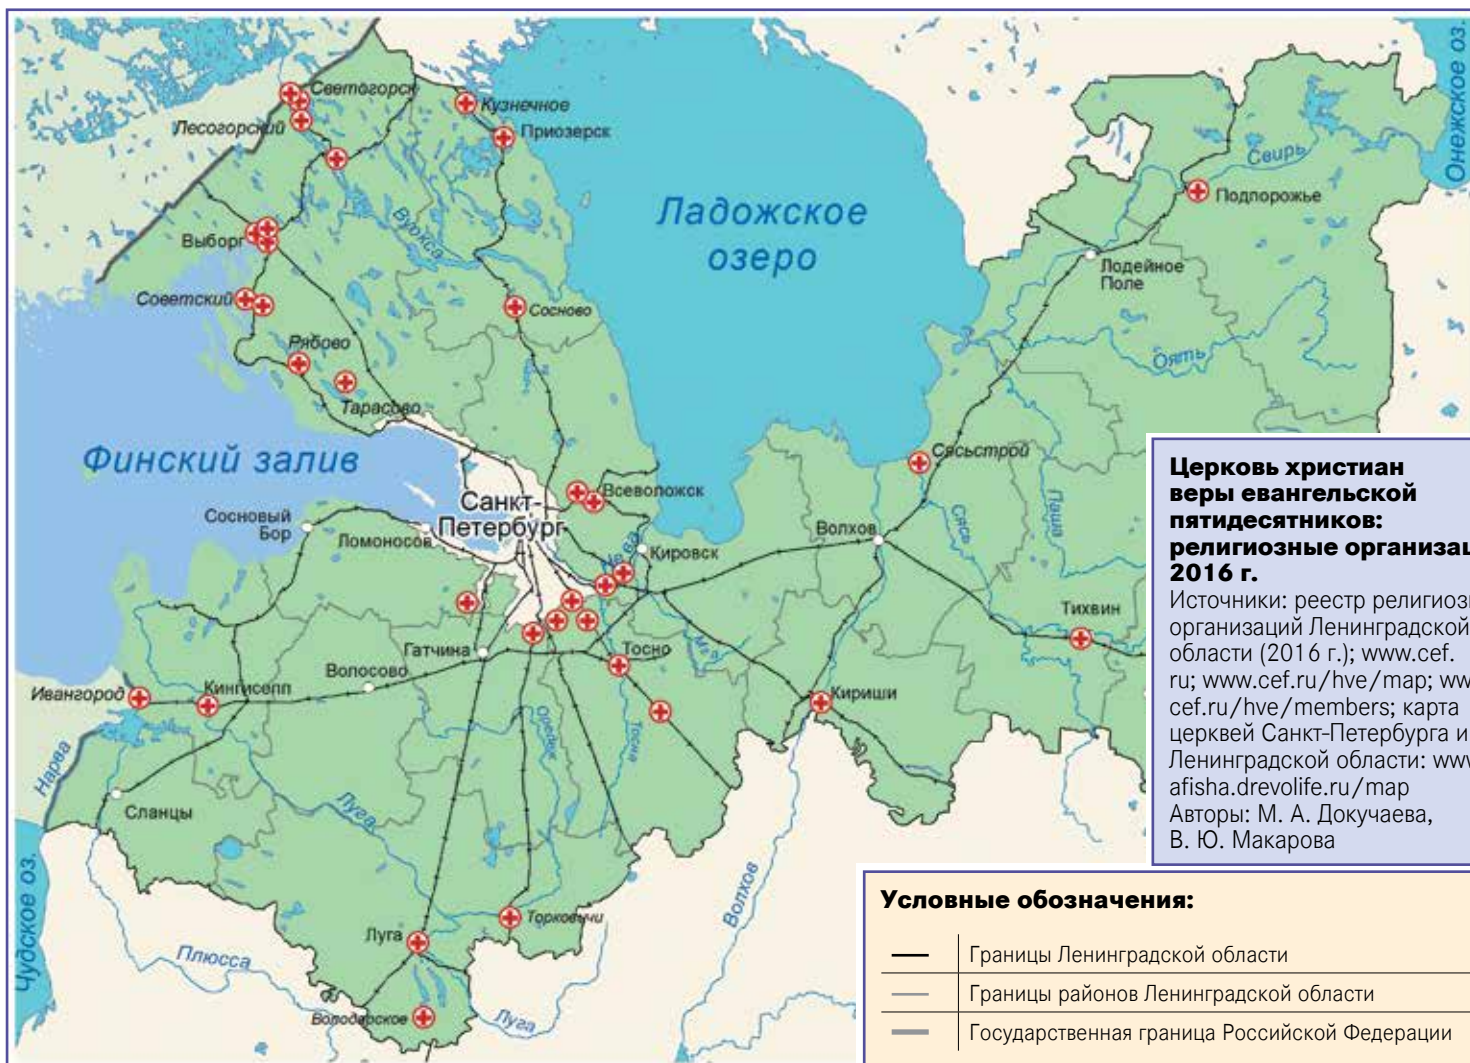 Светогорск
Лесогорский
Кузнечное
Приозерск
Онежское оз.
Свирь
Подпорожье
Вуокса
Выборг
Ладожское
озеро
Лодейное
Поле
Советский
Сосново
Рябово
Оять
Тарасово
Финский залив
Сясьстрой
Всеволожск
Санкт-
Петербург
Сосновый
Бор
Ломоносов
Нева
Кировск
Волхов
Сясь
Паша
Тихвин
Мга
Гатчина
Тосно
Волосово
Ивангород
Кингисепп
Кириши
Оредеж
Тосна
Нарва
Сланцы
Луга
Чудское оз.
Плюсса
Луга
Торковичи
Володарское
Луга
Волхов
Церковь христиан
веры евангельской
пятидесятников:
религиозные организац
2016 г.
Источники: реестр религиозн
организаций Ленинградской
области (2016 г.); www.cef.
ru; www.cef.ru/hve/map; ww
cef.ru/hve/members; карта
церквей Санкт-Петербурга и
Ленинградской области: www
afisha.drevolife.ru/map
Авторы: М. А. Докучаева,
В. Ю. Макарова
Условные обозначения:
Границы Ленинградской области
Границы районов Ленинградской области
Государственная граница Российской Федерации